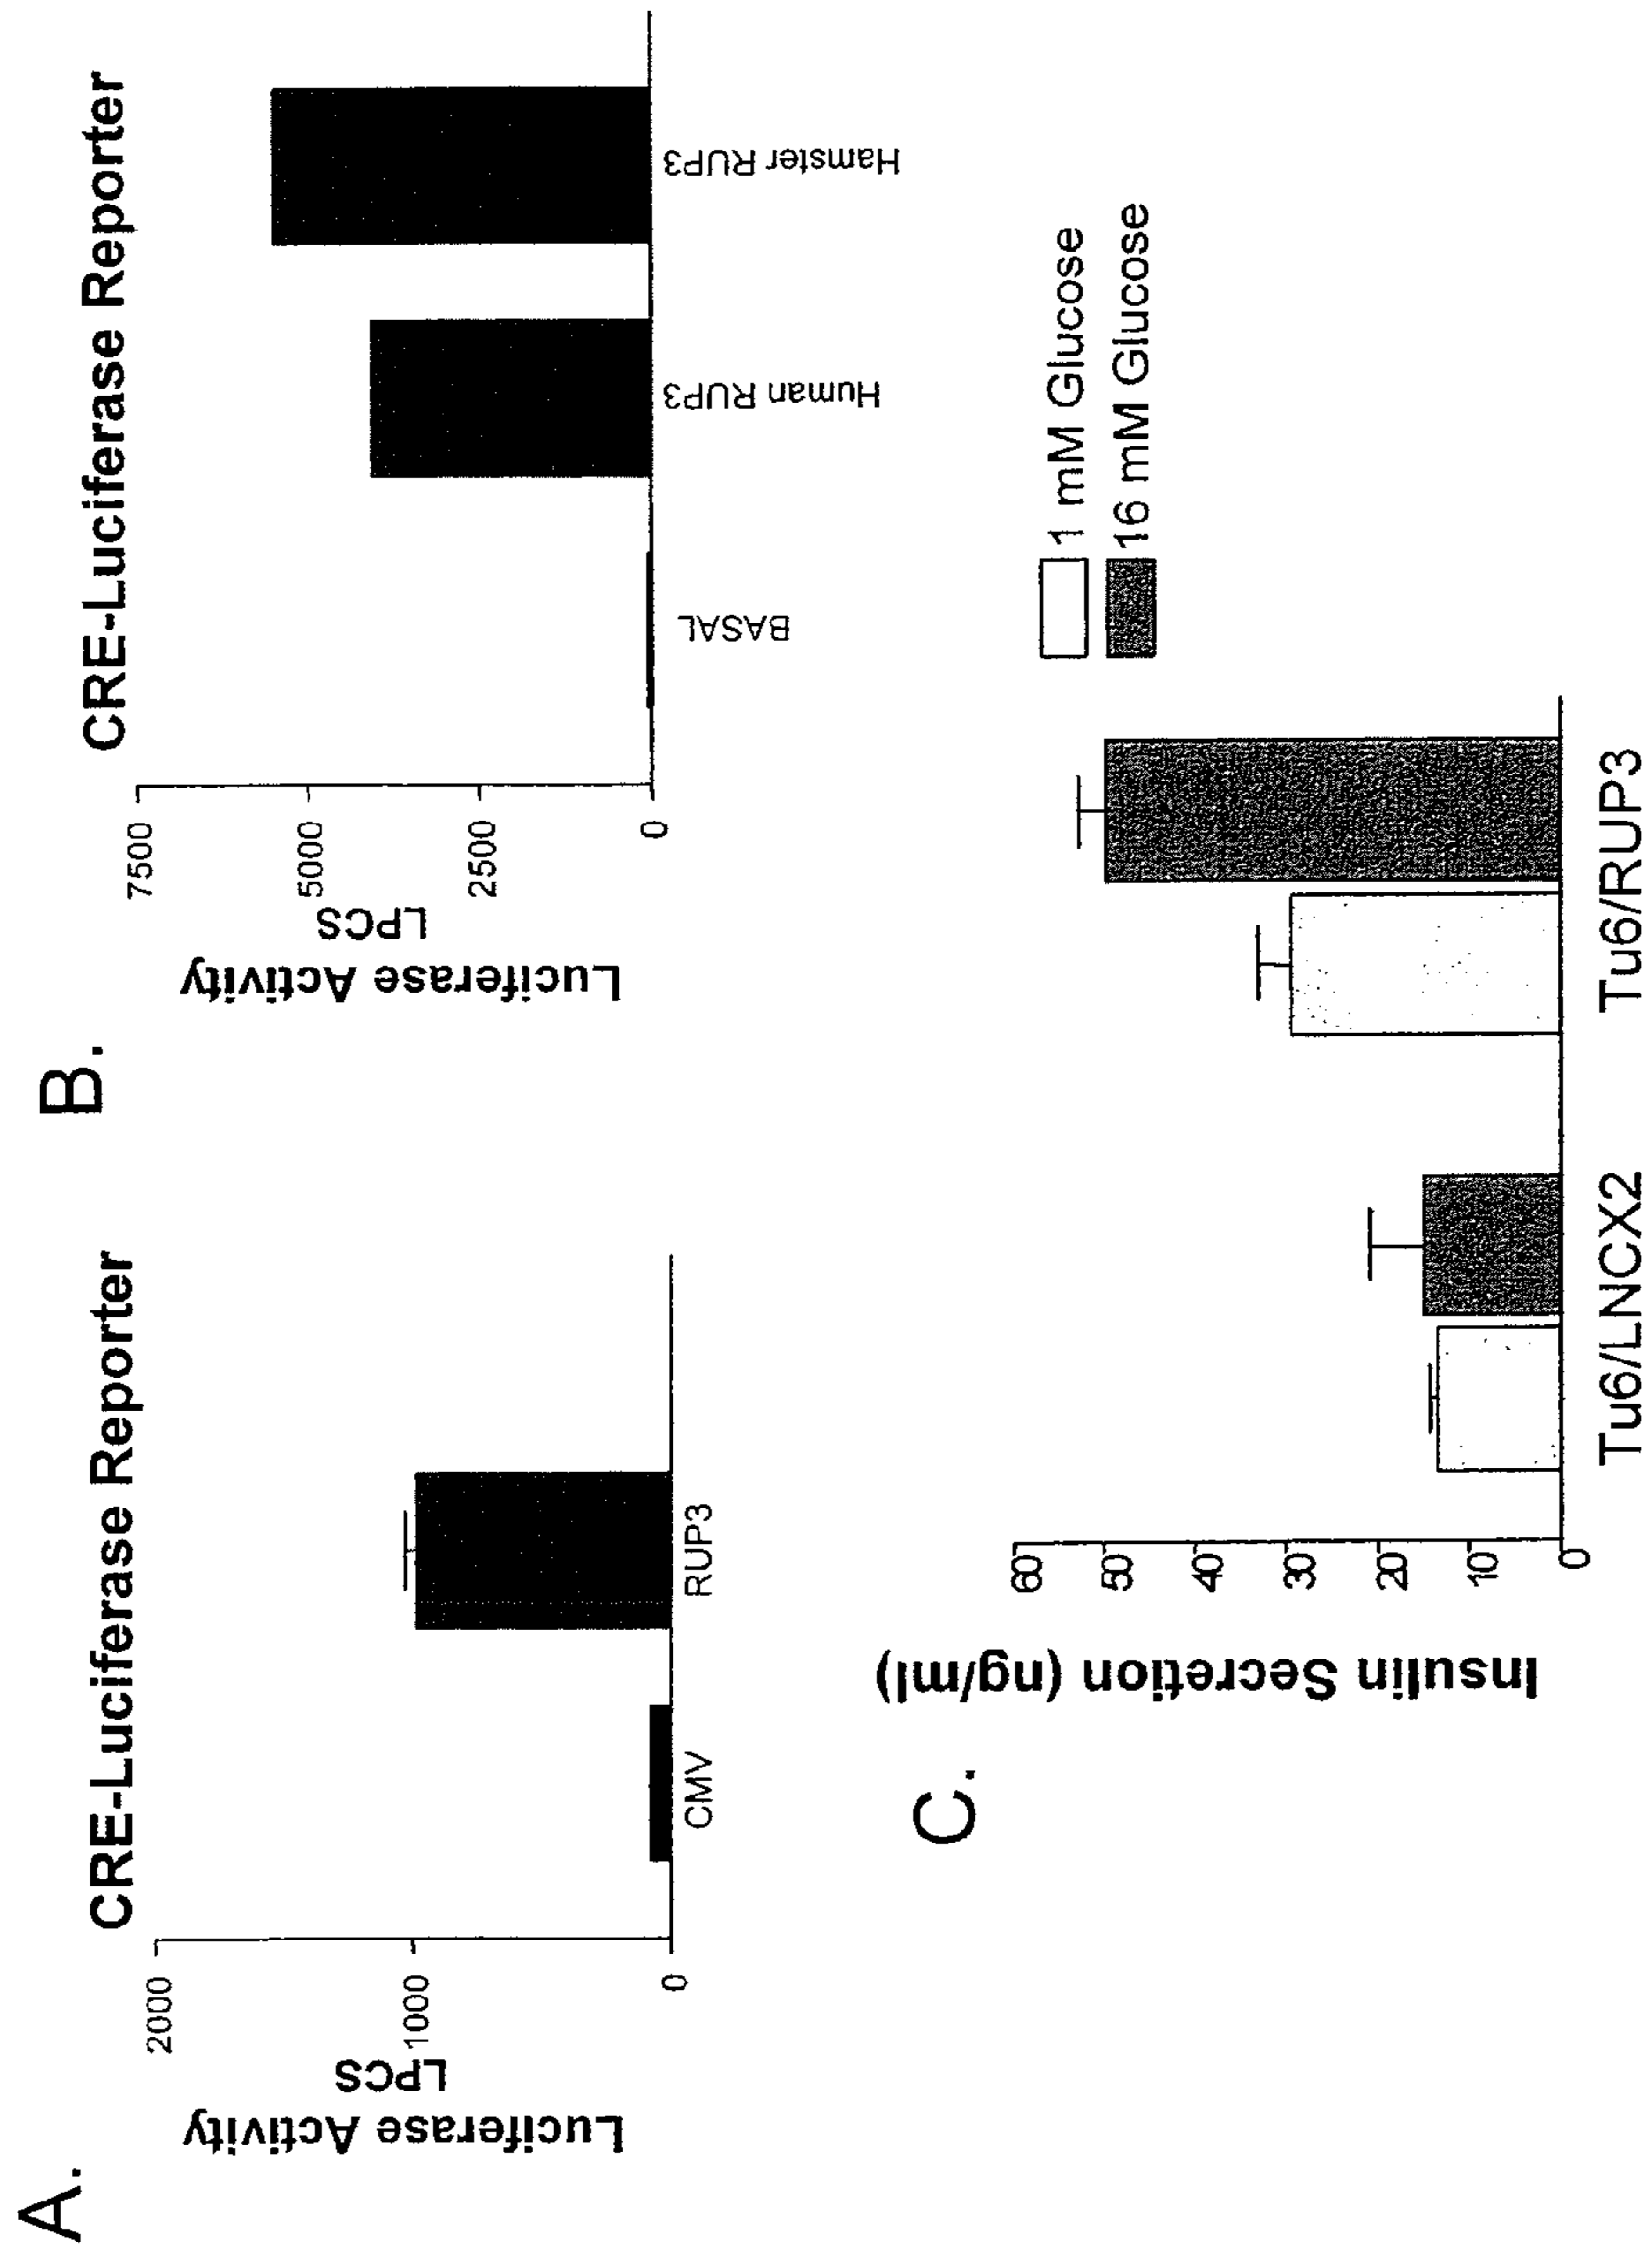 A.
CRE-Luciferase Reporter
Luciferase Activity
LPCS
2000
1000
0
CMV
RUP3
B.
CRE-Luciferase Reporter
Luciferase Activity
LPCS
7500
5000
2500
0
BASAL
Human RUP3
Hamster RUP3
C.
Insulin Secretion (ng/ml)
60
50
40
30
20
10
0
Tu6/LNCX2
Tu6/RUP3
1 mM Glucose
16 mM Glucose